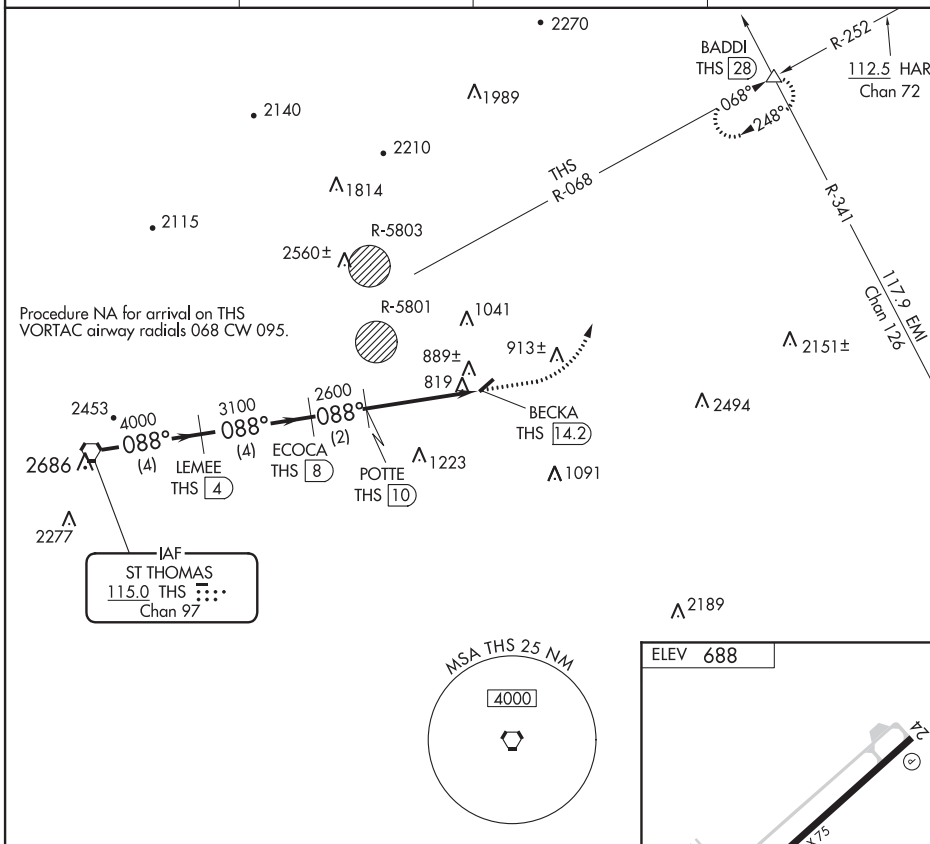 2270
BADDI
THS 28
R-252
112.5 HAR
Chan 72
068°
248°
1989
2140
2210
THS
R-068
1814
R-341
2115
R-5803
2560±
117.9 EMI
Chan 126
Procedure NA for arrival on THS
VORTAC airway radials 068 CW 095.
R-5801
1041
889±
913±
819
2151±
2453
4000
088°
(4)
3100
088°
(4)
2600
088°
(2)
BECKA
THS 14.2
2494
2686
LEMEE
THS 4
ECOCA
THS 8
POTTE
THS 10
1223
1091
2277
IAF
ST THOMAS
115.0 THS
Chan 97
2189
MSA THS 25 NM
4000
ELEV 688
24
P
X 75